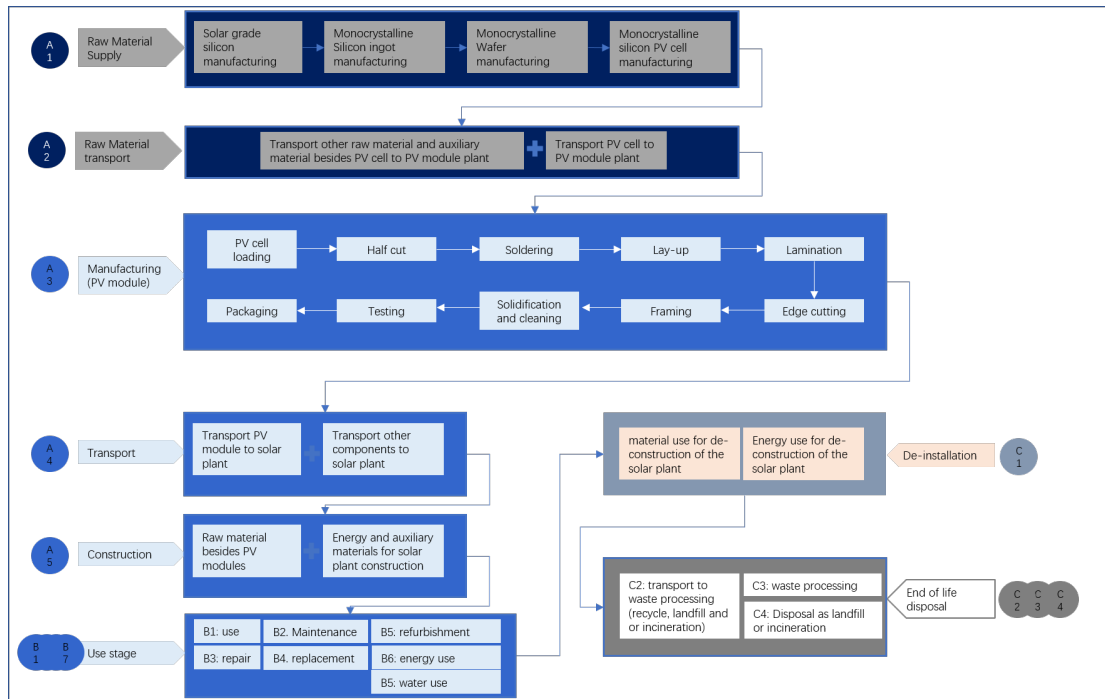 A
1
Raw Material
Supply
Solar grade
silicon
manufacturing
Monocrystalline
Silicon ingot
manufacturing
Monocrystalline
Wafer
manufacturing
Monocrystalline
silicon PV cell
manufacturing
A
2
Raw Material
transport
Transport other raw material and auxiliary
material besides PV cell to PV module plant
Transport PV cell to
PV module plant
A
3
Manufacturing
(PV module)
PV cell
loading
Half cut
Soldering
Lay-up
Lamination
Packaging
Testing
Solidification
and cleaning
Framing
Edge cutting
A
4
Transport
Transport PV
module to solar
plant
Transport other
components to
solar plant
material use for de-
construction of the
solar plant
Energy use for de-
construction of the
solar plant
De-installation
C
1
A
5
Construction
Raw material
besides PV
modules
Energy and auxiliary
materials for solar
plant construction
C2: transport to
waste processing
(recycle, landfill and
or incineration)
C3: waste processing
C4: Disposal as landfill
or incineration
End of life
disposal
C
2
C
3
C
4
B
1
B
7
Use stage
B1: use
B2. Maintenance
B5: refurbishment
B3: repair
B4. replacement
B6: energy use
B5: water use